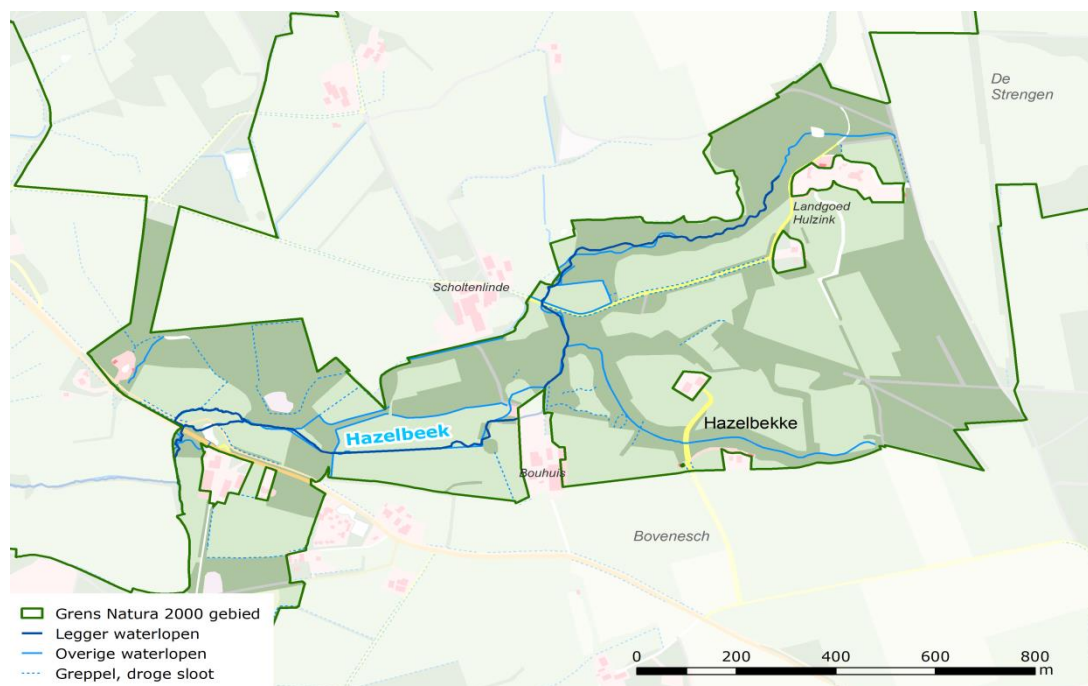 De
Strengen
Landgoed
Hulzink
Scholtenlinde
Hazelbekke
Hazelbeek
Bouhuis
Bovenesch
Grens Natura 2000 gebied
Legger waterlopen
Overige waterlopen
Greppel, droge sloot
0 200 400 600 800
m